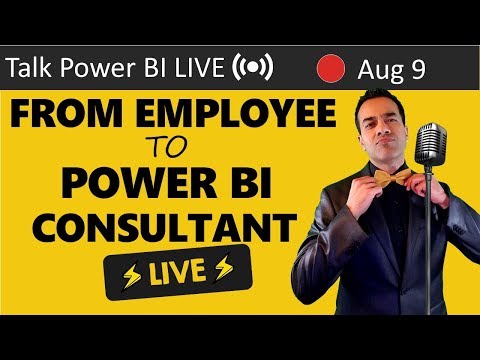 Talk Power BI LIVE
Aug 9
FROM EMPLOYEE
TO
POWER BI
CONSULTANT
LIVE